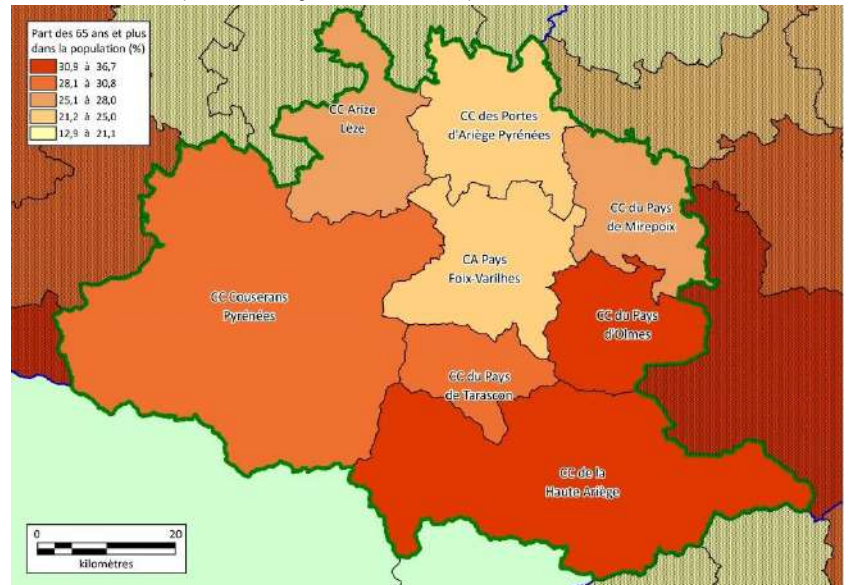 Part des 65 ans et plus
dans la population (%)
30,9 à 36,7
28,1 à 30,8
25,1 à 28,0
21,2 à 25,0
12,9 à 21,1
CC Arize
Lèze
CC des Portes
d'Ariège Pyrénées
CC du Pays
de Mirepoix
CA Pays
Foix-Varilhes
CC Couserans
Pyrénées
CC du Pays
d'Olmes
CC du Pays
de Tarascon
CC de la
Haute Ariège
0 20
kilomètres